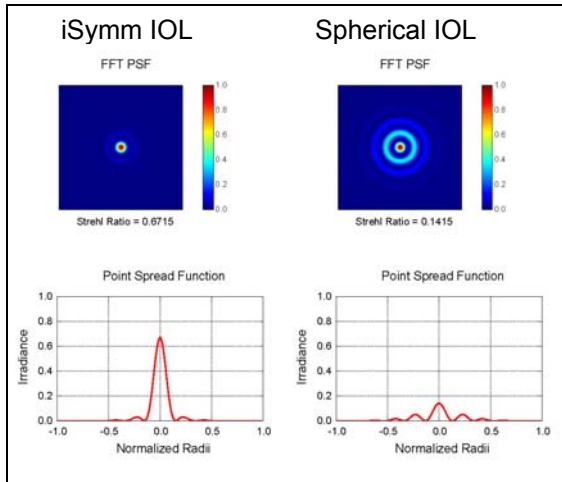 iSymm IOL
Spherical IOL
FFT PSF
FFT PSF
1.0
0.8
0.6
0.4
0.2
0.0
1.0
0.8
0.6
0.4
0.2
0.0
Strehl Ratio = 0.6715
Strehl Ratio = 0.1415
Point Spread Function
Irradiance
1.0
0.8
0.6
0.4
0.2
0.0
-1.0 -0.5 0.0 0.5 1.0
Normalized Radii
Point Spread Function
Irradiance
1.0
0.8
0.6
0.4
0.2
0.0
-1.0 -0.5 0.0 0.5 1.0
Normalized Radii